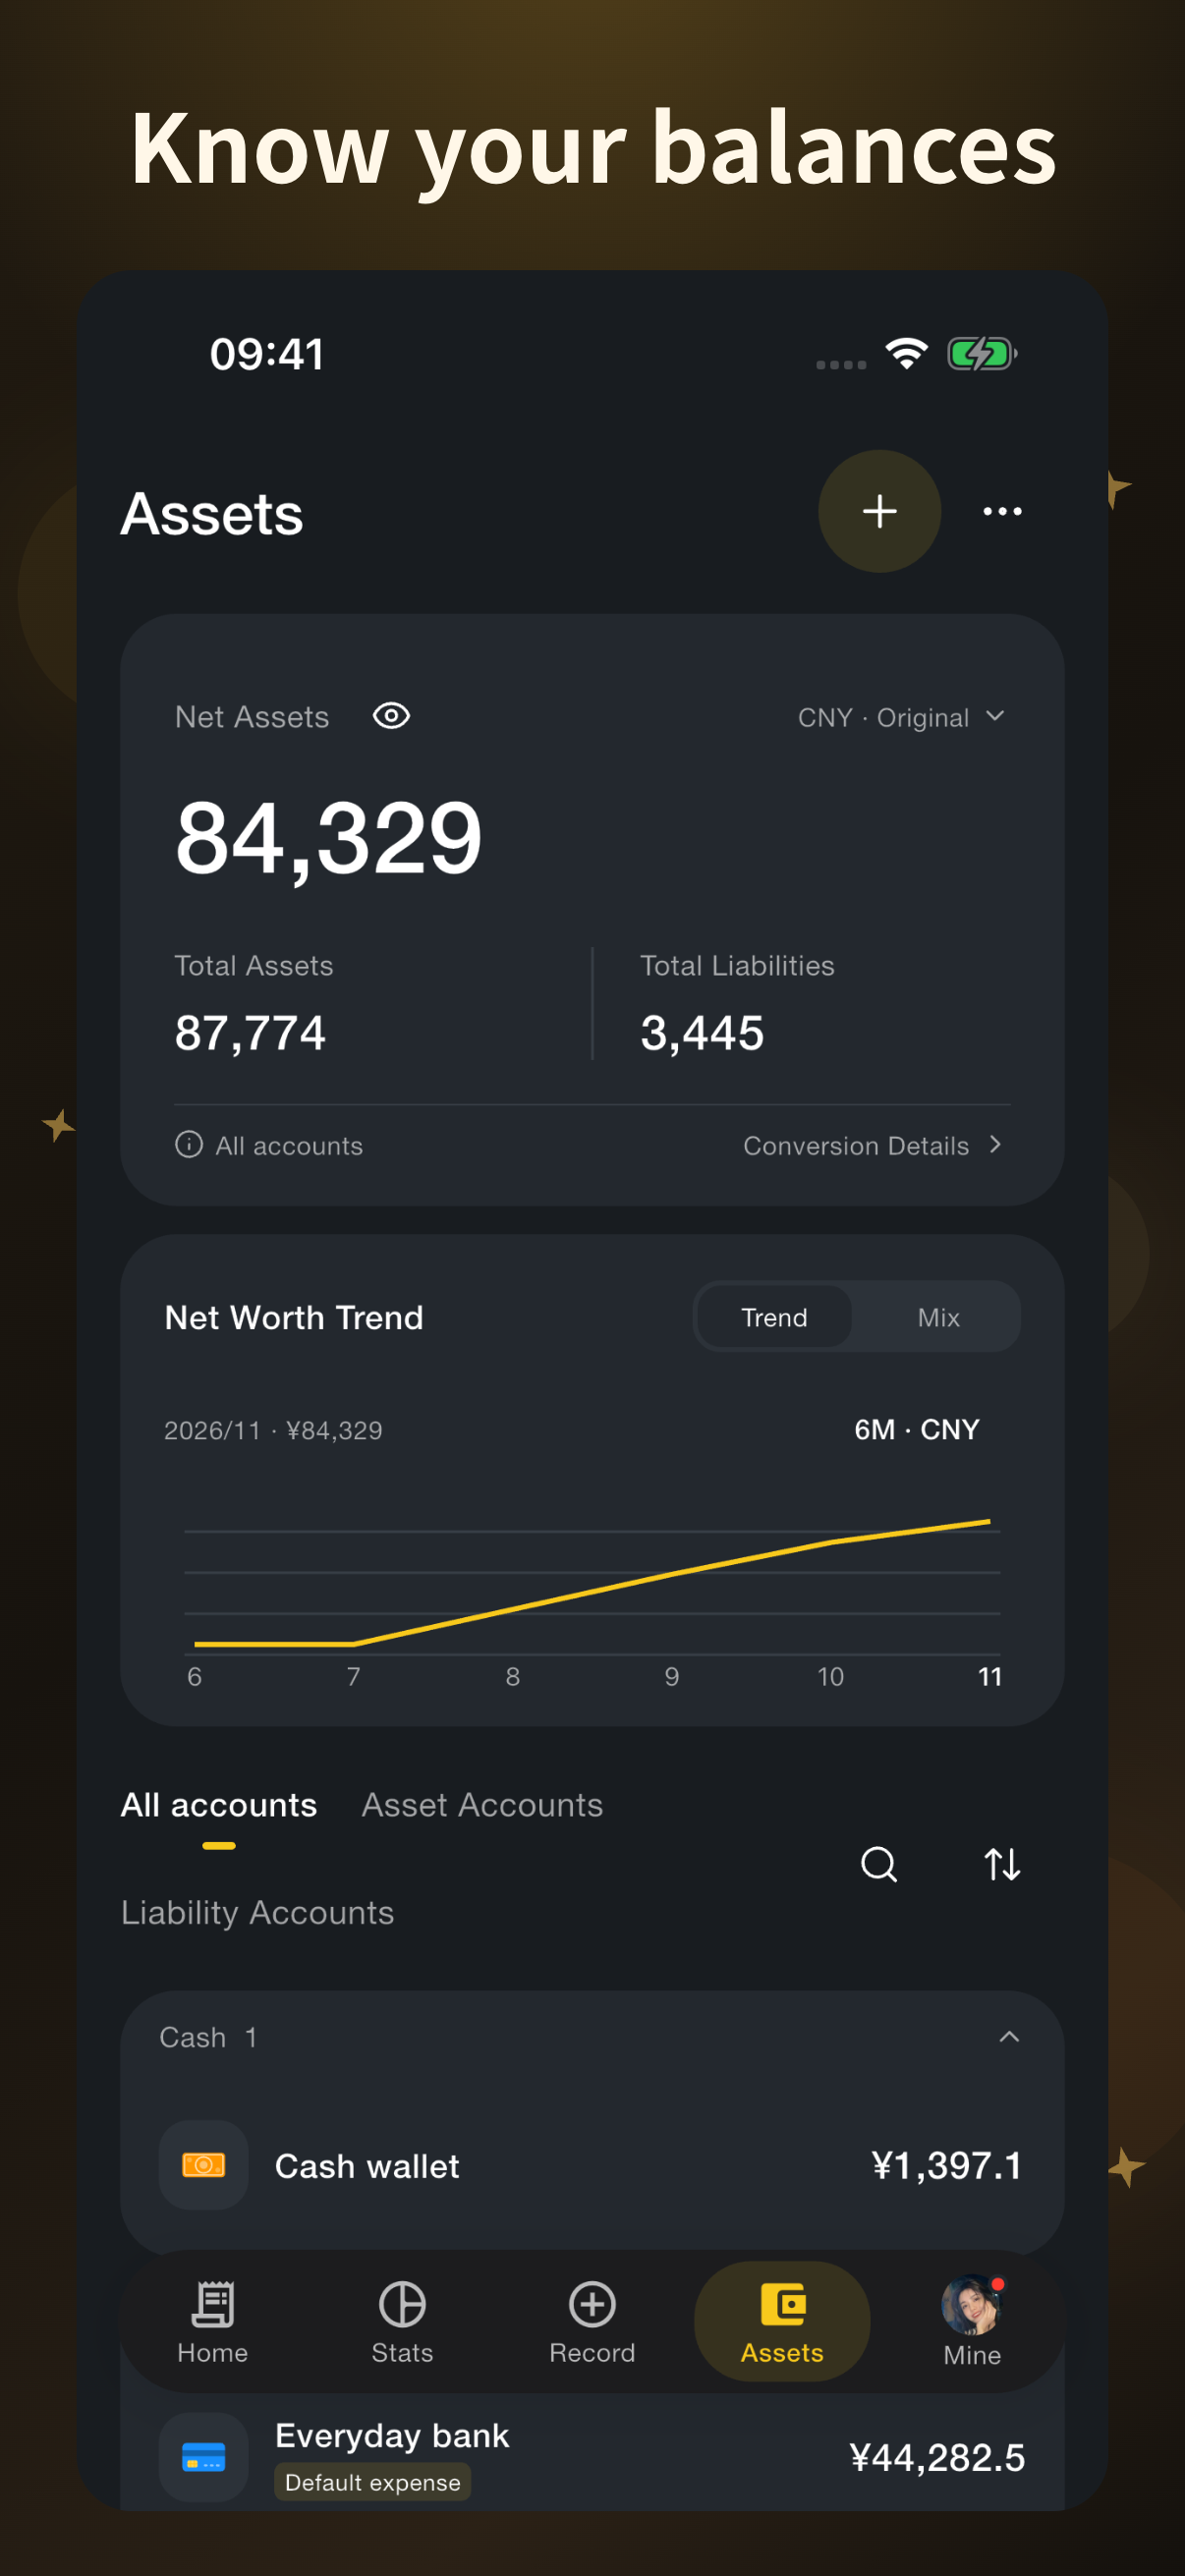 Know your balances
09:41
Assets
Net Assets
CNY · Original
84,329
Total Assets
Total Liabilities
87,774
3,445
All accounts
Conversion Details
Net Worth Trend
Trend
Mix
2026/11 · ¥84,329
6M · CNY
6 7 8 9 10 11
All accounts
Asset Accounts
Liability Accounts
Cash 1
Cash wallet
¥1,397.1
Home
Stats
Record
Assets
Mine
Everyday bank
Default expense
¥44,282.5